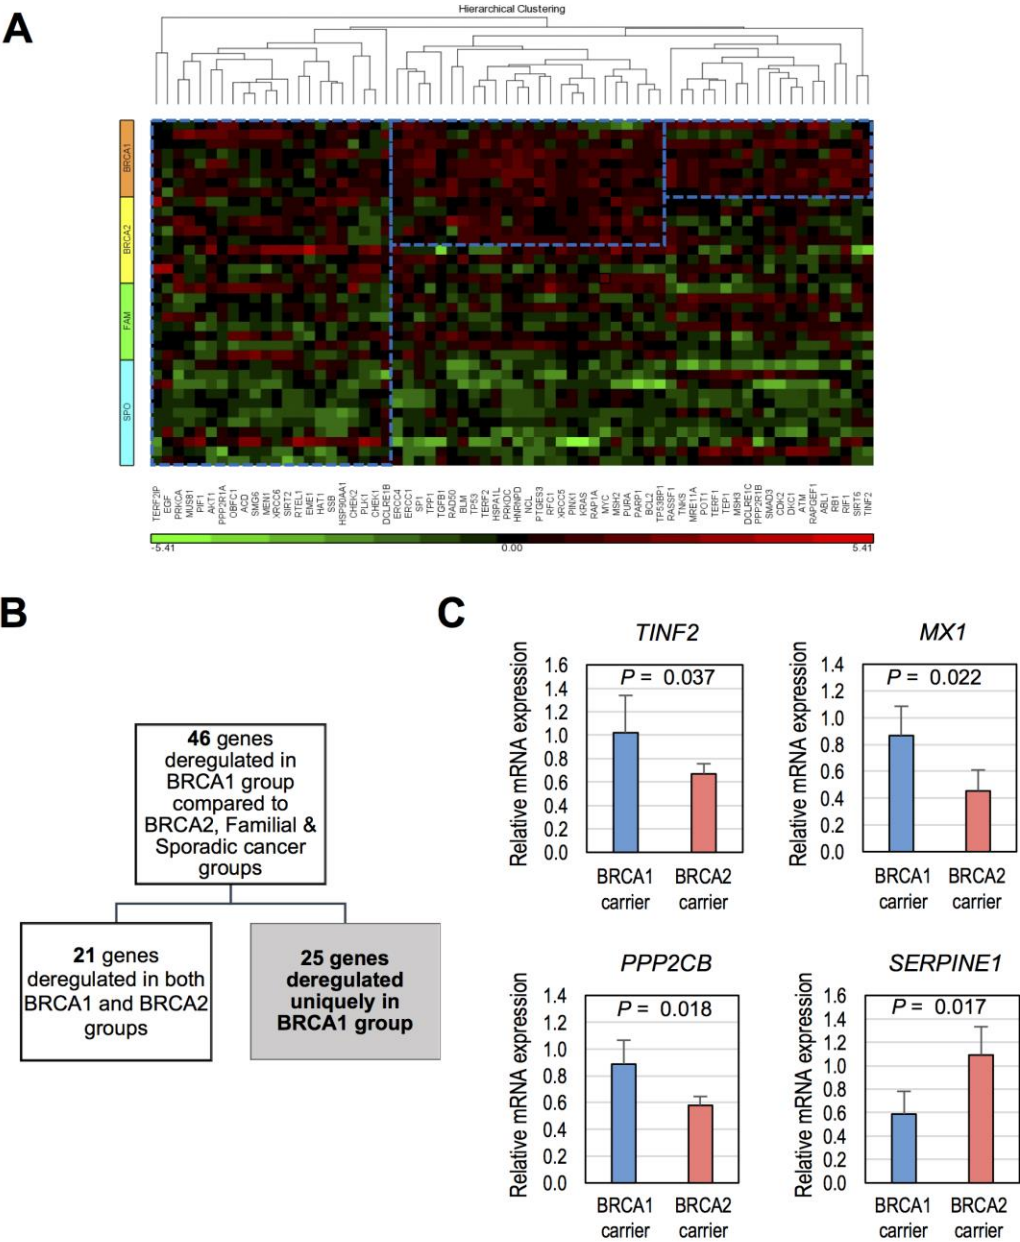 A
Hierarchical Clustering
BRCA1
BRCA2
FAM
SPO
TERF2IP
EGF
PRKCA
MUS81
PIF1
AKT1
PPP2R1A
OBFC1
ACD
SMG6
MEN1
XRCC6
SIRT2
RTEL1
EME1
HAT1
SSB
HSP90AA1
CHEK2
PLK1
CHEK1
DCLRE1B
ERCC4
ERCC1
SP1
TPP1
TGFB1
RAD50
BLM
TP53
TERF2
HSPA1L
PRKDC
HNRNPD
NCL
PTGES3
RFC1
XRCC5
PINX1
KRAS
RAP1A
MYC
MSH2
PURA
PARP1
BCL2
TP53BP1
RASSF1
TNKS
MRE11A
POT1
TERF1
TEP1
MSH3
DCLRE1C
PPP2R1B
SMAD3
CDK2
DKC1
ATM
RAPGEF1
ABL1
RB1
RIF1
SIRT6
TINF2
-5.41 0.00 5.41
B
46 genes
deregulated in
BRCA1 group
compared to
BRCA2, Familial &
Sporadic cancer
groups
21 genes
deregulated in both
BRCA1 and BRCA2
groups
25 genes
deregulated
uniquely in
BRCA1 group
C
TINF2
Relative mRNA expression
1.6
1.4
1.2
1.0
0.8
0.6
0.4
0.2
0.0
P = 0.037
BRCA1
carrier
BRCA2
carrier
MX1
Relative mRNA expression
1.4
1.2
1.0
0.8
0.6
0.4
0.2
0.0
P = 0.022
BRCA1
carrier
BRCA2
carrier
PPP2CB
Relative mRNA expression
1.4
1.2
1.0
0.8
0.6
0.4
0.2
0.0
P = 0.018
BRCA1
carrier
BRCA2
carrier
SERPINE1
Relative mRNA expression
1.6
1.4
1.2
1.0
0.8
0.6
0.4
0.2
0.0
P = 0.017
BRCA1
carrier
BRCA2
carrier